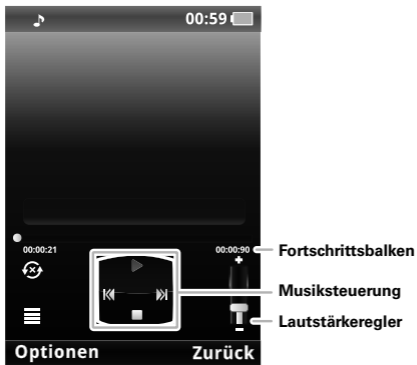 00:59
00:00:21
00:00:90
Fortschrittsbalken
Musiksteuerung
Lautstärkeregler
Optionen
Zurück